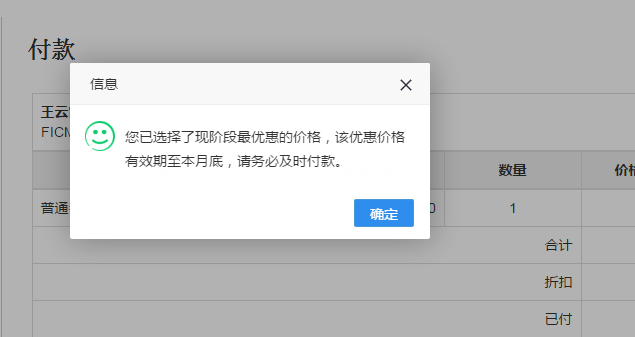 付款
信息
王云
FICM
您已选择了现阶段最优惠的价格，该优惠价格
有效期至本月底，请务必及时付款。
数量
价格
普通
0
1
确定
合计
折扣
已付